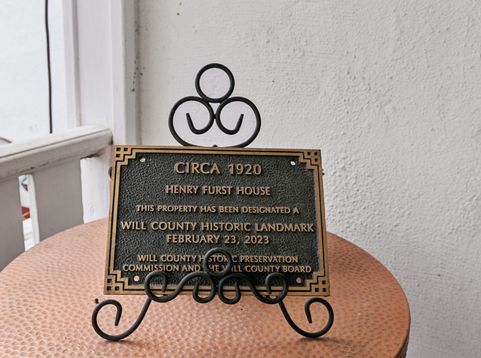 CIRCA 1920
HENRY FURST HOUSE
THIS PROPERTY HAS BEEN DESIGNATED A
WILL COUNTY HISTORIC LANDMARK
FEBRUARY 23, 2023
WILL COUNTY HISTORIC PRESERVATION
COMMISSION AND THE WILL COUNTY BOARD